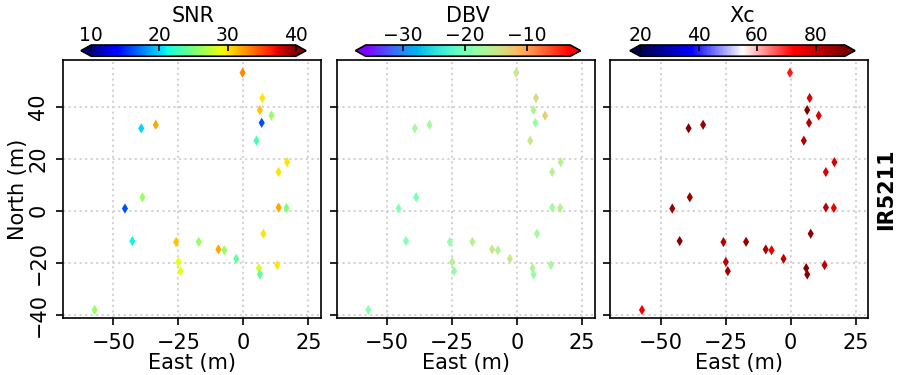 SNR DBV Xc
10 20 30 40 −30 −20 −10 20 40 60 80
40
20
0
−20
−40
North (m)
−50 −25 0 25 −50 −25 0 25 −50 −25 0 25
East (m) East (m) East (m)
IR5211